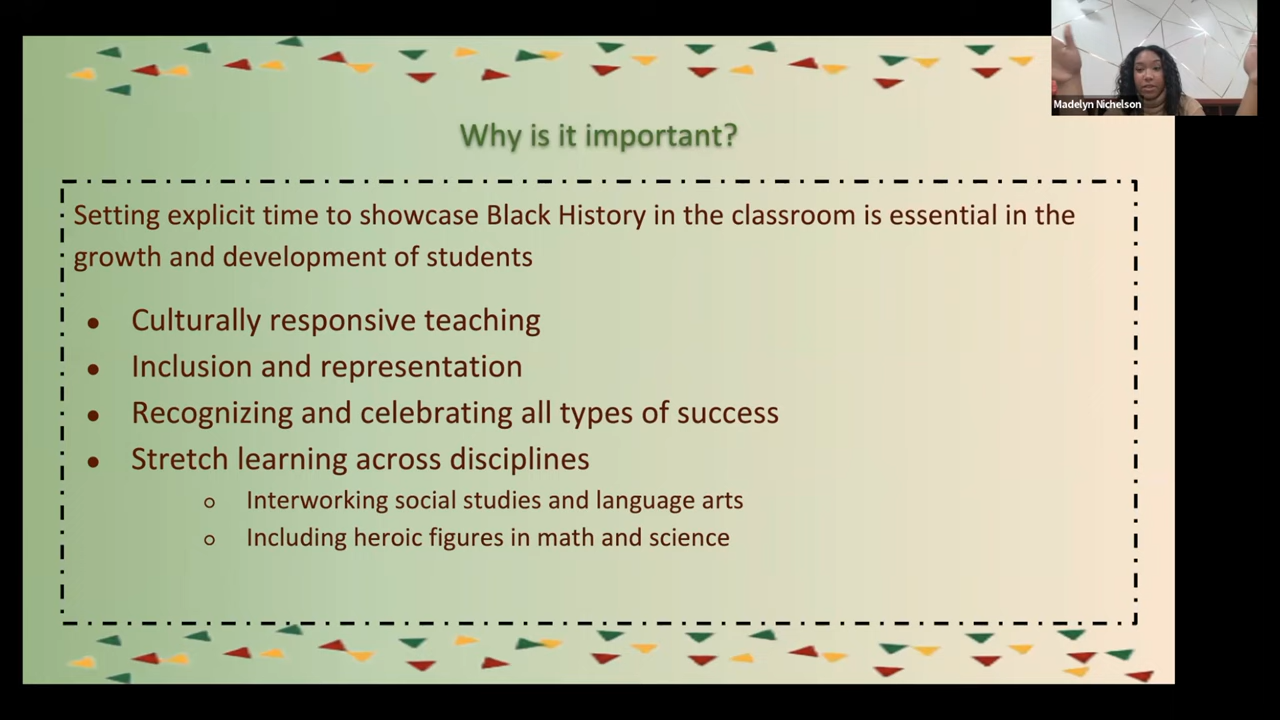 Madelyn Nichelson
Why is it important?
Setting explicit time to showcase Black History in the classroom is essential in the
growth and development of students
● Culturally responsive teaching
● Inclusion and representation
● Recognizing and celebrating all types of success
● Stretch learning across disciplines
○ Interworking social studies and language arts
○ Including heroic figures in math and science